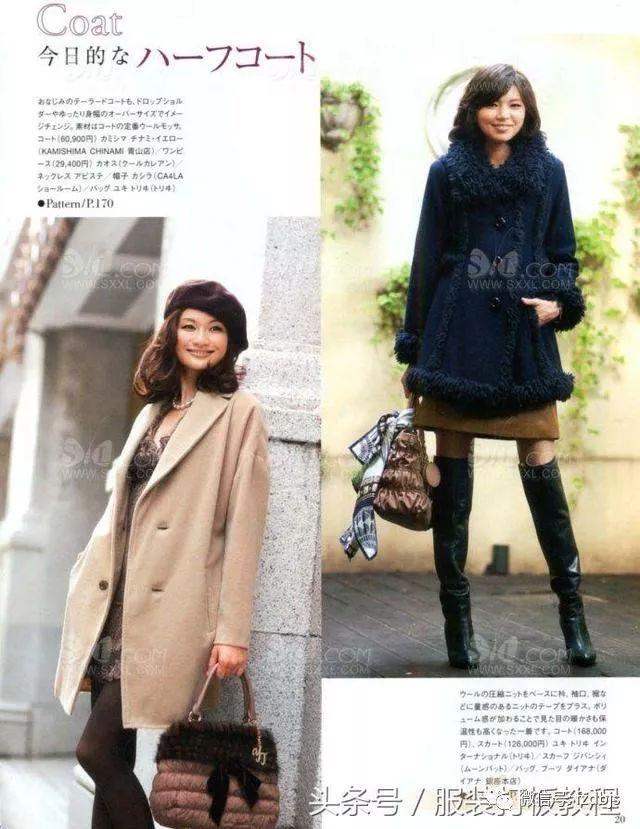 Coat
今日的な ハーフコート
おなじみのテーラードコートも、ドロップショル
ダーやゆったり身幅のオーバーサイズでイメ
ージチェンジ。素材はコートの定番ウールモッサ。
コート(60,900円) カミシマ チナミ・イエロー
(KAMISHIMA CHINAMI 青山店)／ワンピ
ース(29,400円) カオス(クールカレアン)／
ネックレス アビステ／帽子 カシラ(CA4LA
ショールーム)／バッグ ユキ トリヰ(トリヰ)
●Pattern/P.170
SXXL.COM
WWW.SXXL.COM
ウールの圧縮ニットをベースに衿、袖口、裾な
どに量感のあるニットのテープをプラス。ボリ
ューム感が加わることで見た目の暖かさも保
温性も高くなった一着です。コート(168,000
円)、スカート(126,000円) ユキ トリヰ インタ
ーナショナル(トリヰ)／スカーフ ジバンシィ
(ムーンバット)／バッグ、ブーツ ダイアナ(ダ
イアナ 銀座本店)
头条号／服装打板教程
20